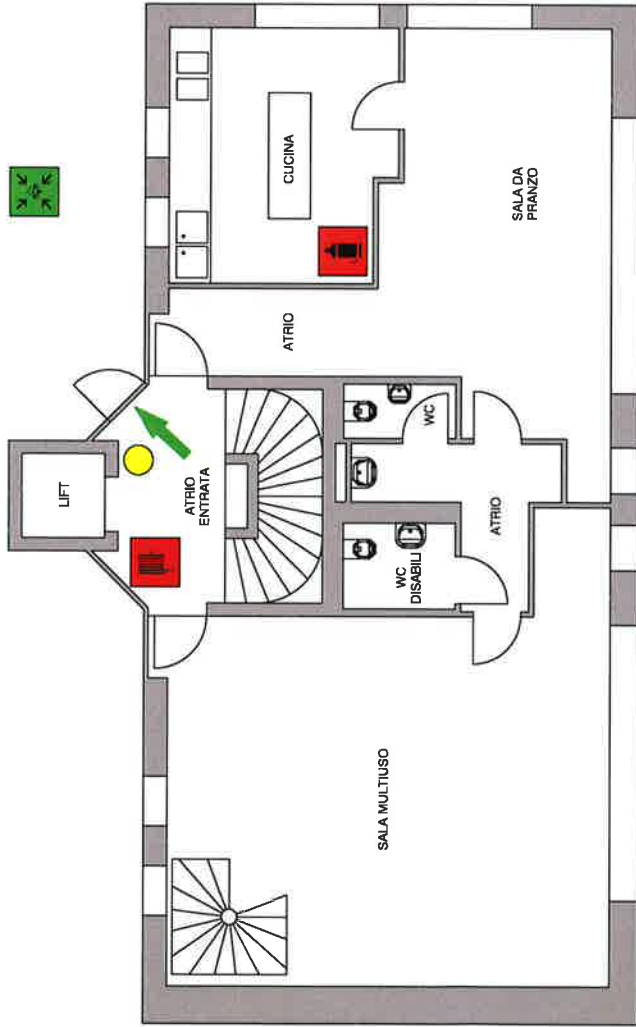 LIFT
ATRIO
ENTRATA
ATRIO
CUCINA
SALA DA
PRANZO
WC
WC
DISABILI
ATRIO
SALA MULTIUSO